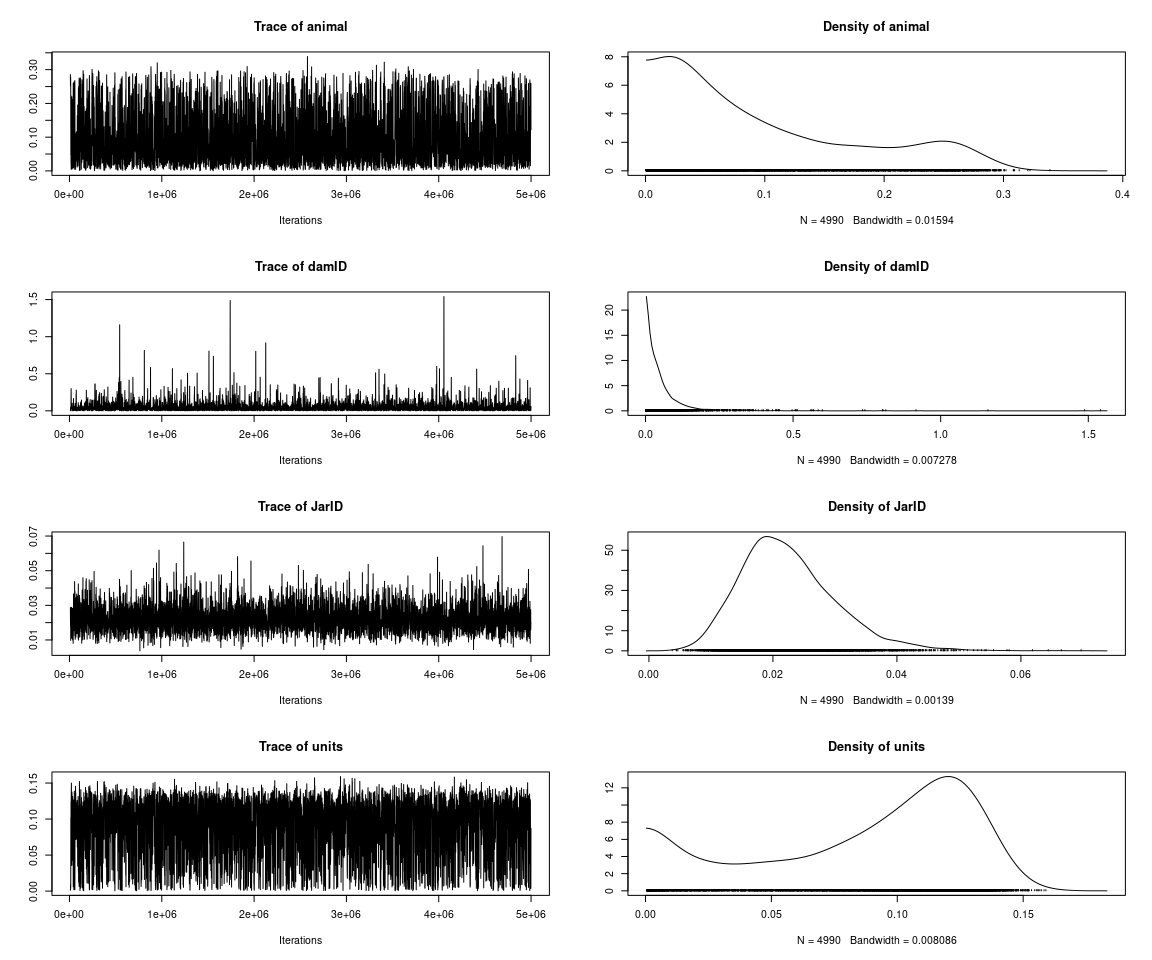 Trace of animal
0.00 0.10 0.20 0.30
0e+00 1e+06 2e+06 3e+06 4e+06 5e+06
Iterations
Density of animal
0 2 4 6 8
0.0 0.1 0.2 0.3 0.4
N = 4990 Bandwidth = 0.01594
Trace of damID
0.0 0.5 1.0 1.5
0e+00 1e+06 2e+06 3e+06 4e+06 5e+06
Iterations
Density of damID
0 5 10 15 20
0.0 0.5 1.0 1.5
N = 4990 Bandwidth = 0.007278
Trace of JarID
0.01 0.03 0.05 0.07
0e+00 1e+06 2e+06 3e+06 4e+06 5e+06
Iterations
Density of JarID
0 10 30 50
0.00 0.02 0.04 0.06
N = 4990 Bandwidth = 0.00139
Trace of units
0.00 0.05 0.10 0.15
0e+00 1e+06 2e+06 3e+06 4e+06 5e+06
Iterations
Density of units
0 2 4 6 8 12
0.00 0.05 0.10 0.15
N = 4990 Bandwidth = 0.008086